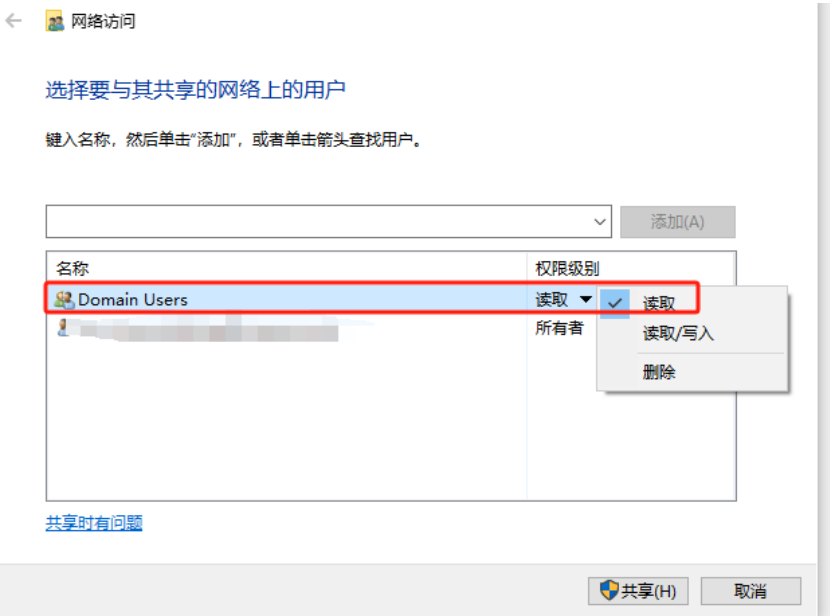 网络访问
选择要与其共享的网络上的用户
键入名称，然后单击“添加”，或者单击箭头查找用户。
添加(A)
名称 权限级别
Domain Users 读取 读取
所有者 读取/写入
删除
共享时有问题
共享(H) 取消